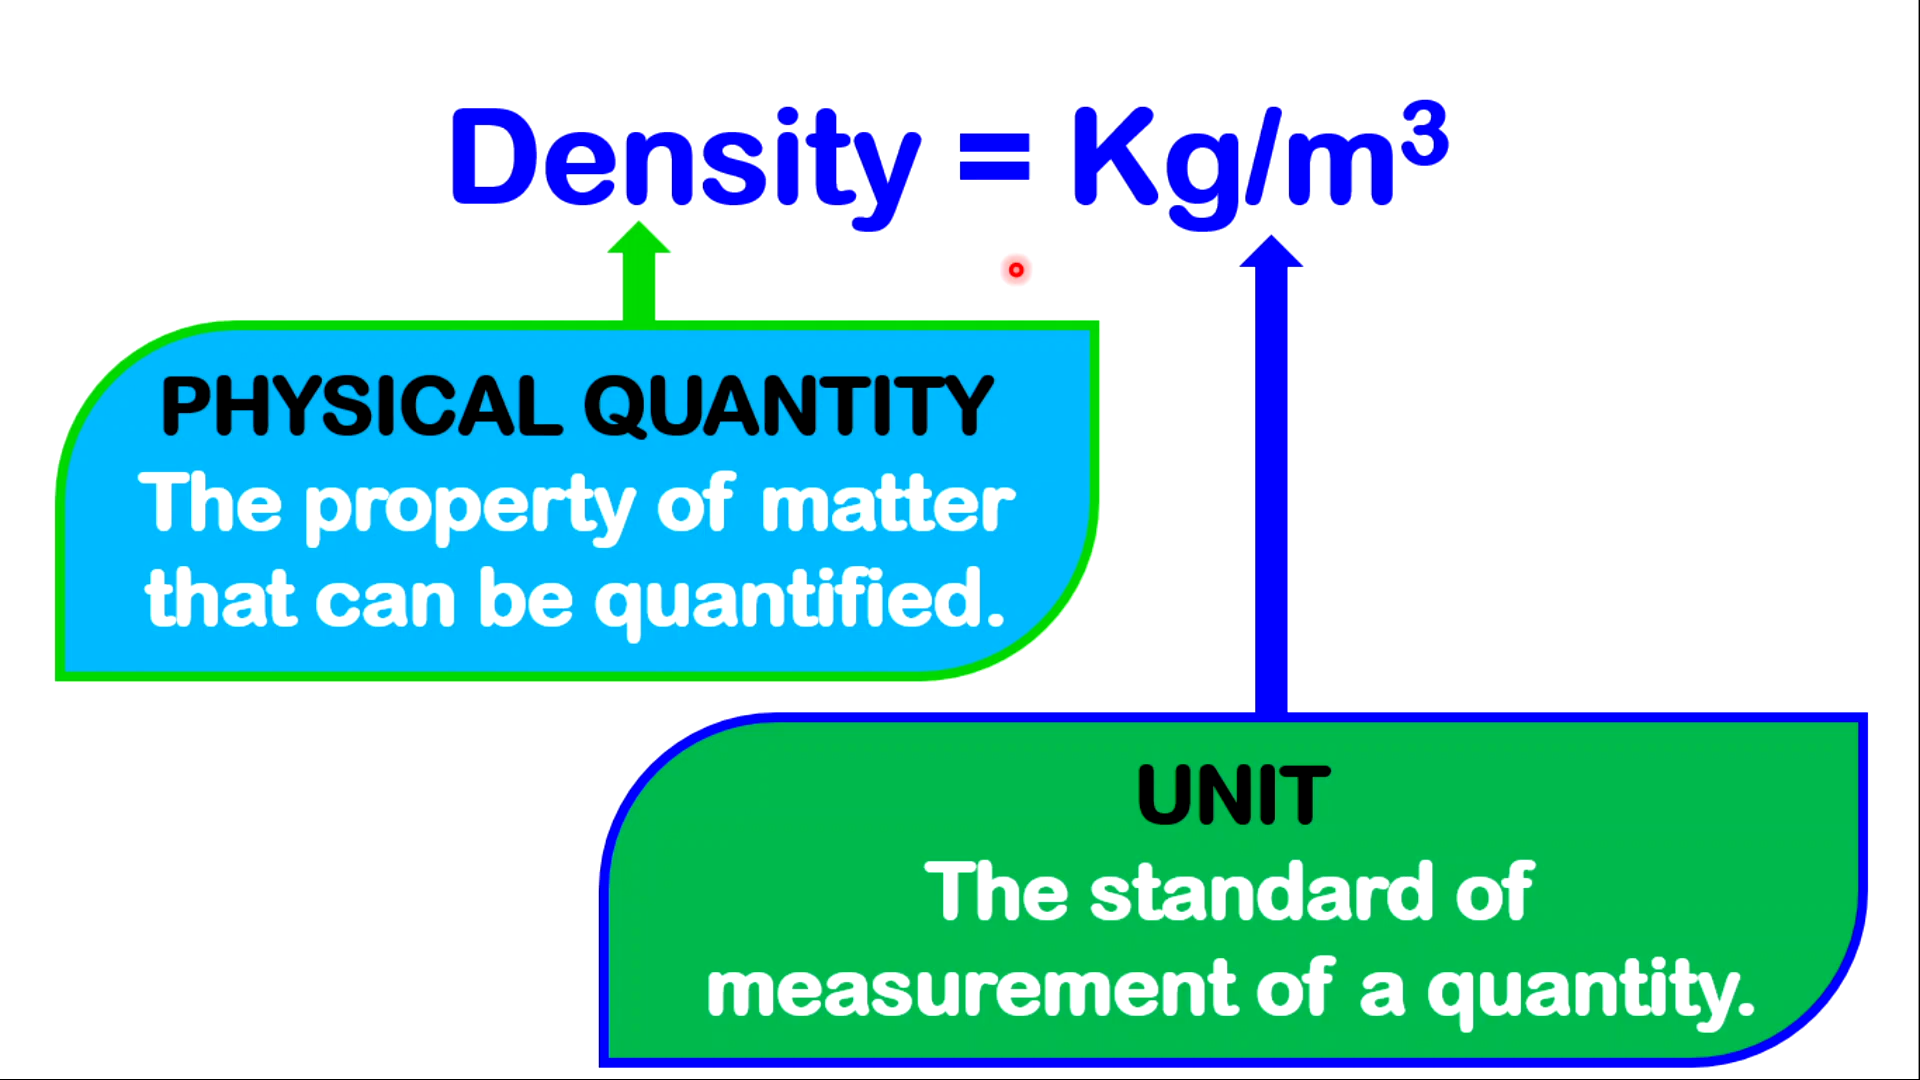 Density = Kg/m³
PHYSICAL QUANTITY
The property of matter
that can be quantified.
UNIT
The standard of
measurement of a quantity.